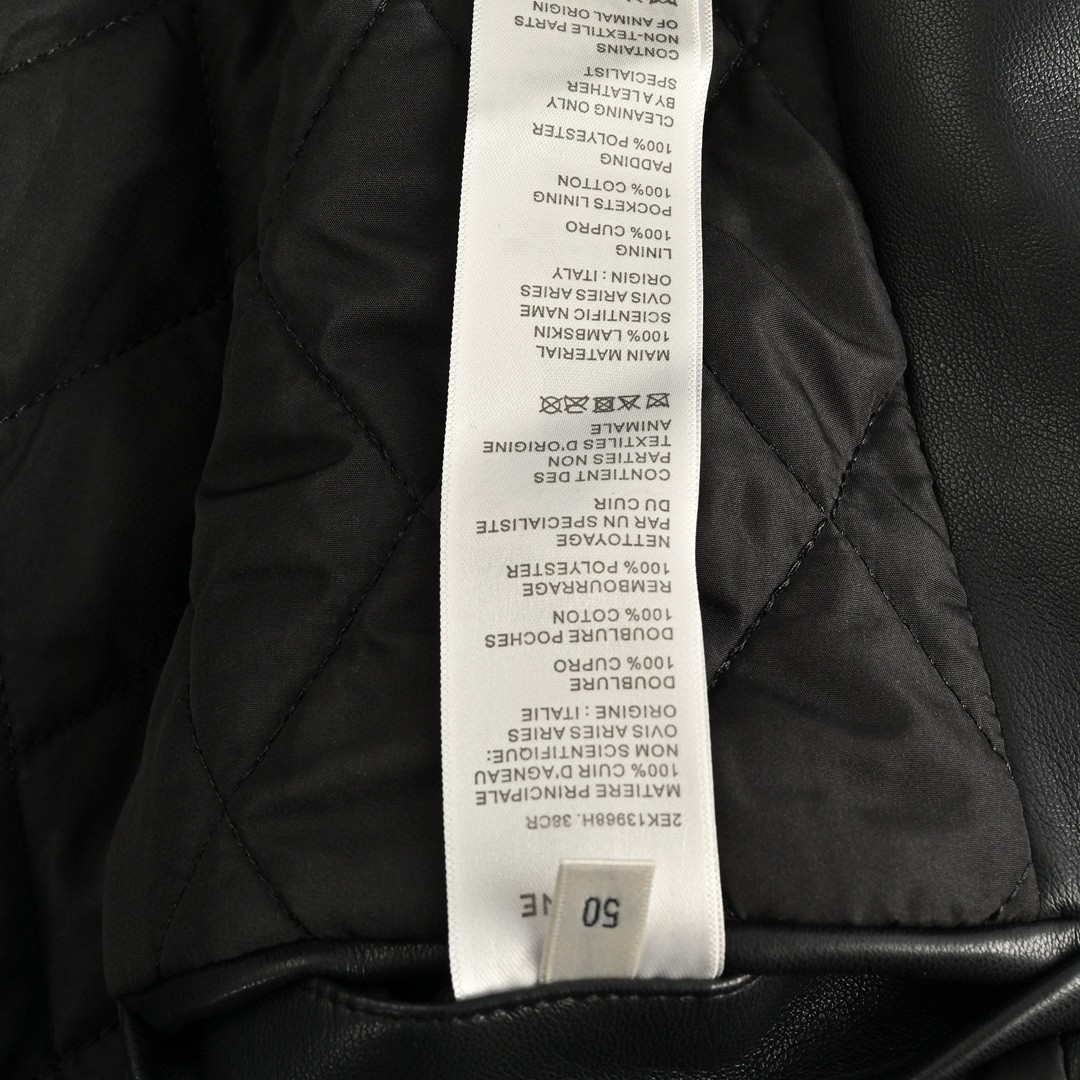 50
NE
2EK13968H. 38CR
MATIERE PRINCIPALE
100% CUIR D'AGNEAU
NOM SCIENTIFIQUE:
OVIS ARIES
ORIGINE : ITALIE
DOUBLURE
100% CUPRO
DOUBLURE POCHES
100% COTON
REMBOURRAGE
100% POLYESTER
NETTOYAGE
PAR UN SPECIALISTE
DU CUIR
CONTIENT DES
PARTIES NON
TEXTILES D'ORIGINE
ANIMALE
MAIN MATERIAL
100% LAMBSKIN
SCIENTIFIC NAME
OVIS ARIES
ORIGIN : ITALY
LINING
100% CUPRO
POCKETS LINING
100% COTTON
PADDING
100% POLYESTER
CLEANING ONLY
BY A LEATHER
SPECIALIST
CONTAINS
NON-TEXTILE PARTS
OF ANIMAL ORIGIN